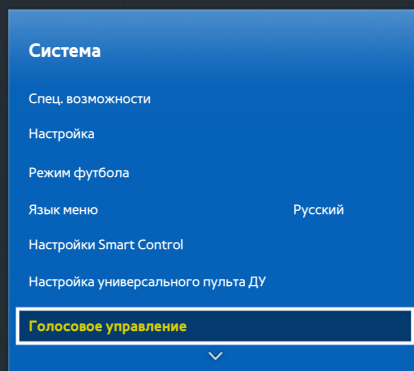 Система
Спец. возможности
Настройка
Режим футбола
Язык меню Русский
Настройки Smart Control
Настройка универсального пульта ДУ
Голосовое управление